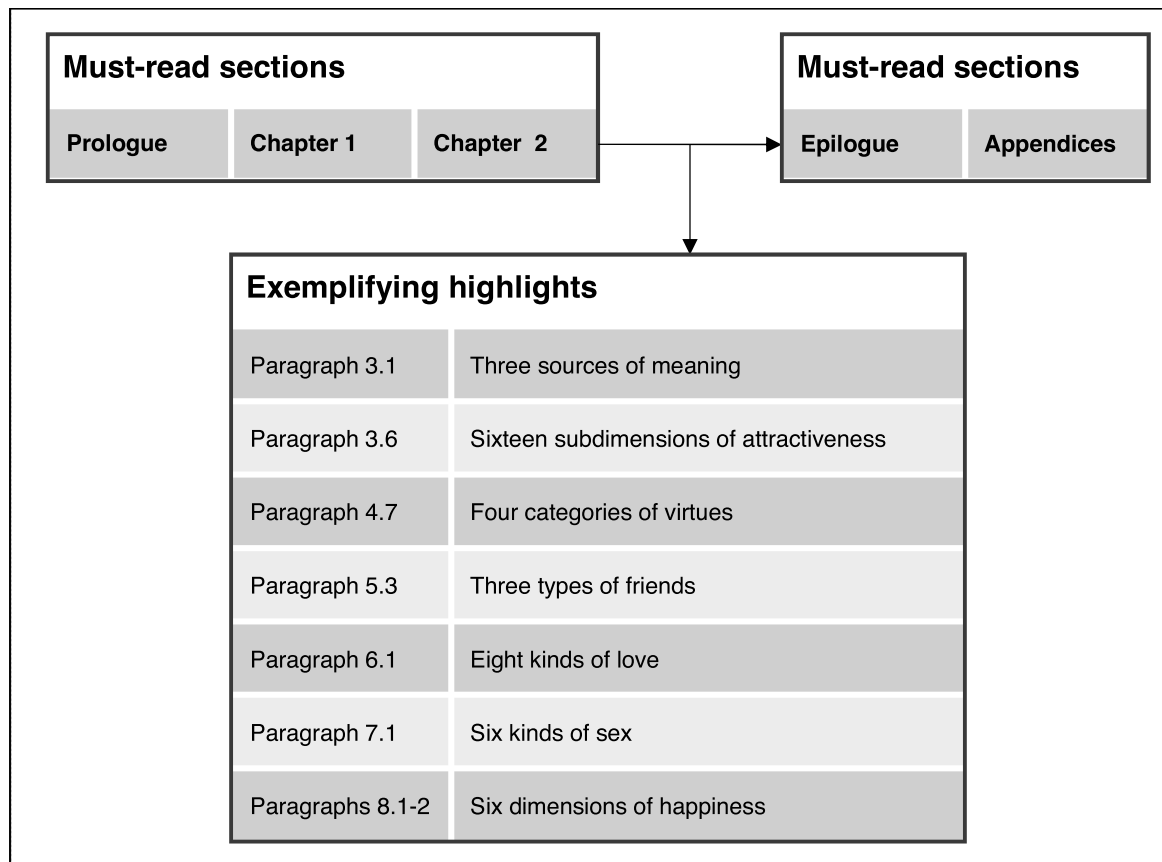 Must-read sections
Prologue Chapter 1 Chapter 2
Must-read sections
Epilogue Appendices
Exemplifying highlights
Paragraph 3.1 Three sources of meaning
Paragraph 3.6 Sixteen subdimensions of attractiveness
Paragraph 4.7 Four categories of virtues
Paragraph 5.3 Three types of friends
Paragraph 6.1 Eight kinds of love
Paragraph 7.1 Six kinds of sex
Paragraphs 8.1-2 Six dimensions of happiness